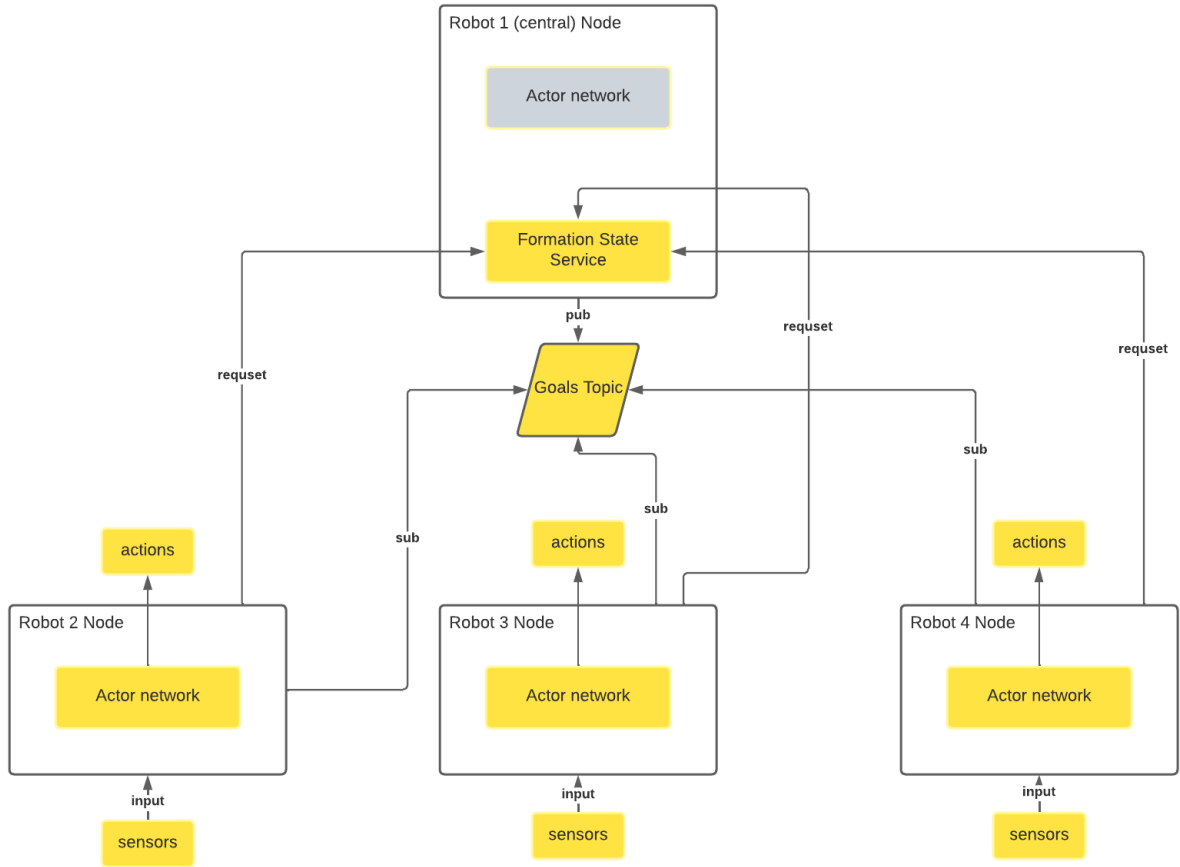 Robot 1 (central) Node
Actor network
Formation State
Service
pub
requset
requset
requset
Goals Topic
sub
sub
sub
actions
actions
actions
Robot 2 Node
Robot 3 Node
Robot 4 Node
Actor network
Actor network
Actor network
input
input
input
sensors
sensors
sensors